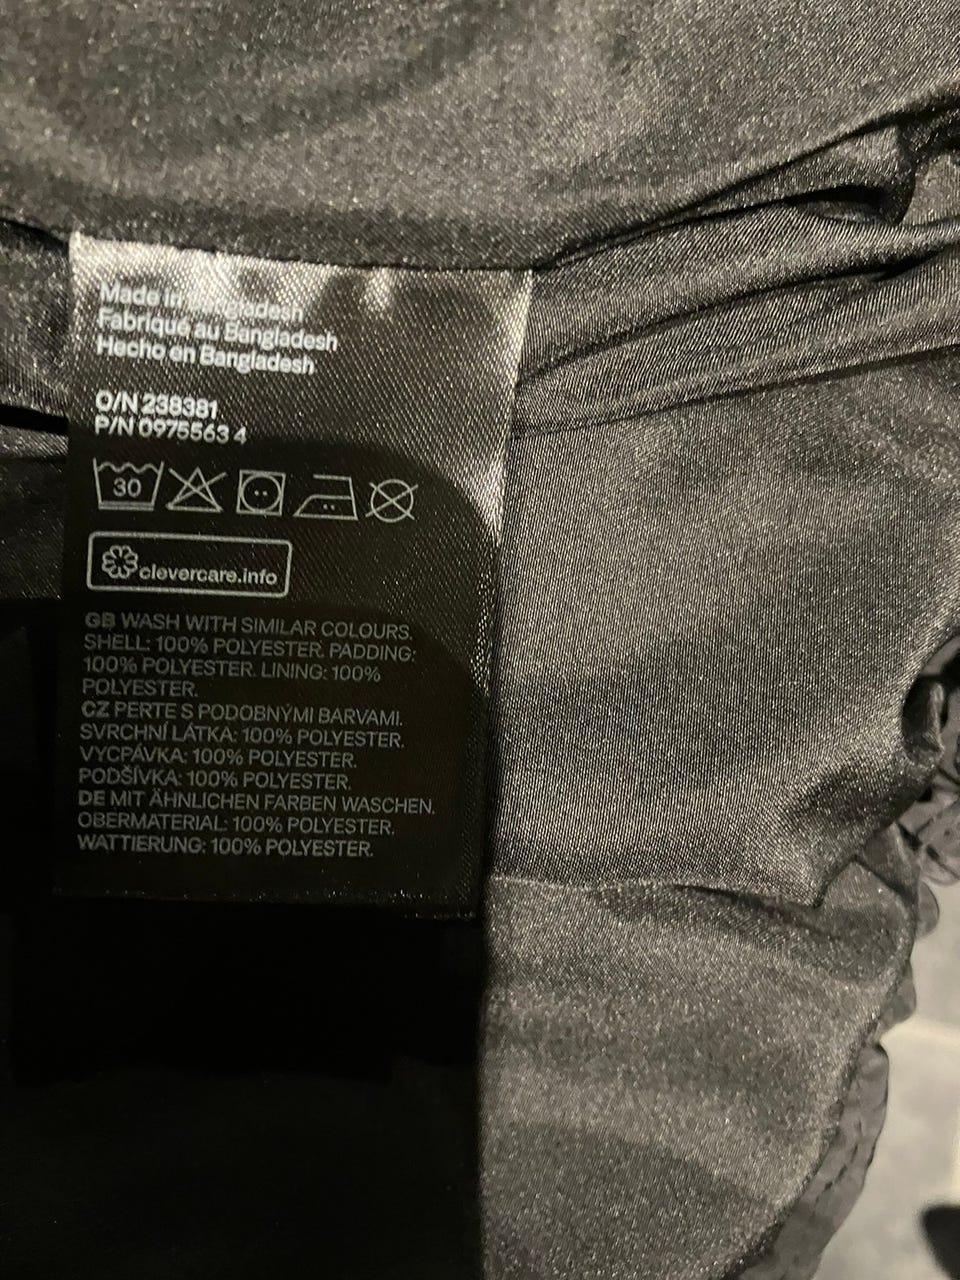 Made in Bangladesh
Fabriqué au Bangladesh
Hecho en Bangladesh
O/N 238381
P/N 0975563 4
30
clevercare.info
GB WASH WITH SIMILAR COLOURS.
SHELL: 100% POLYESTER. PADDING:
100% POLYESTER. LINING: 100%
POLYESTER.
CZ PERTE S PODOBNÝMI BARVAMI.
SVRCHNÍ LÁTKA: 100% POLYESTER.
VYCPÁVKA: 100% POLYESTER.
PODŠÍVKA: 100% POLYESTER.
DE MIT ÄHNLICHEN FARBEN WASCHEN.
OBERMATERIAL: 100% POLYESTER.
WATTIERUNG: 100% POLYESTER.